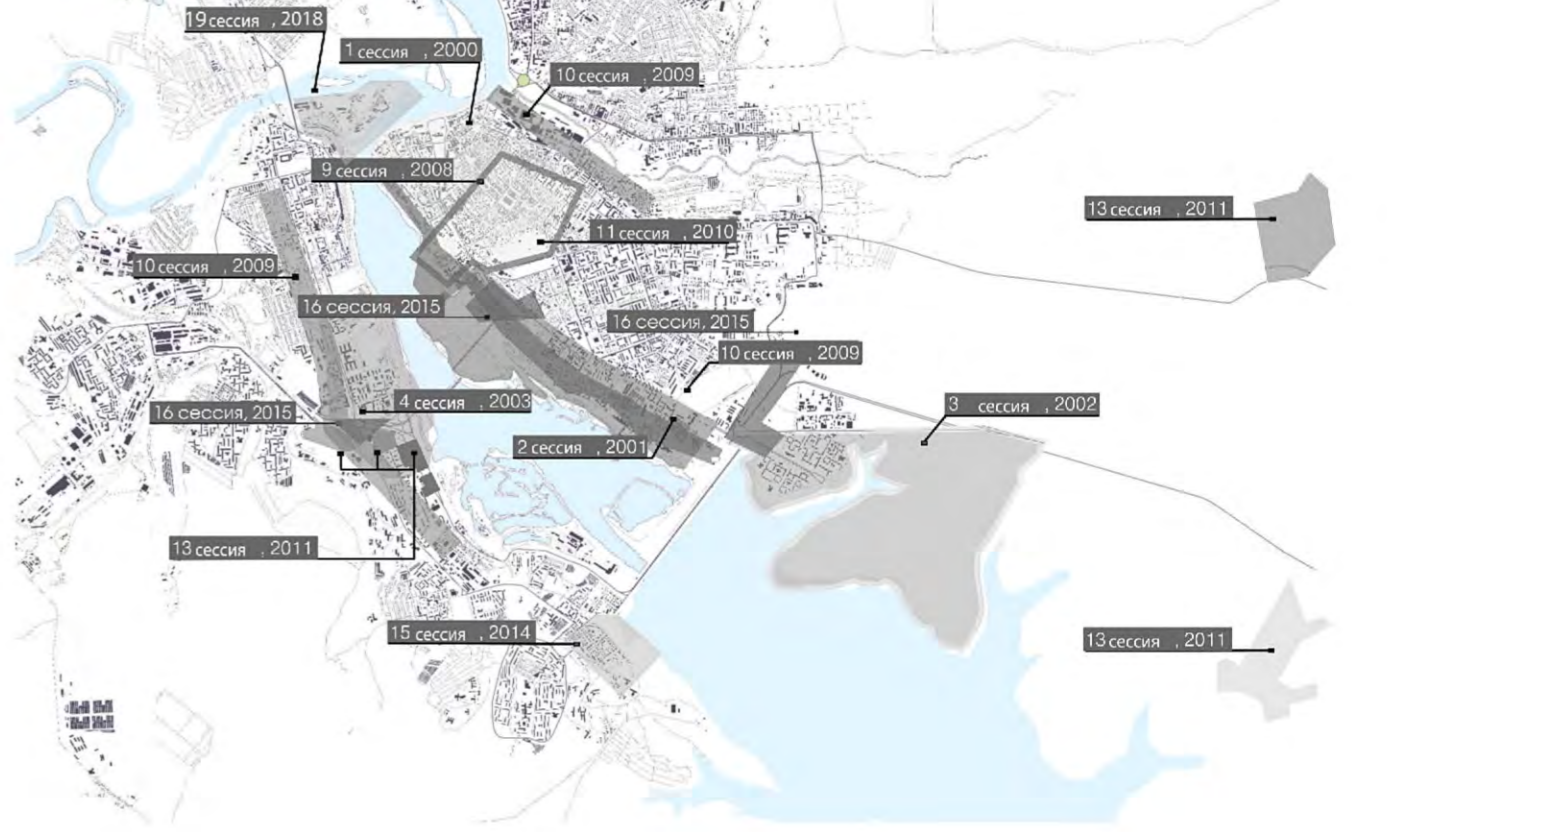 19 сессия , 2018
1 сессия , 2000
10 сессия , 2009
9 сессия , 2008
13 сессия , 2011
11 сессия , 2010
10 сессия , 2009
16 сессия, 2015
16 сессия, 2015
10 сессия , 2009
4 сессия , 2003
3 сессия , 2002
16 сессия, 2015
2 сессия , 2001
13 сессия , 2011
15 сессия , 2014
13 сессия , 2011